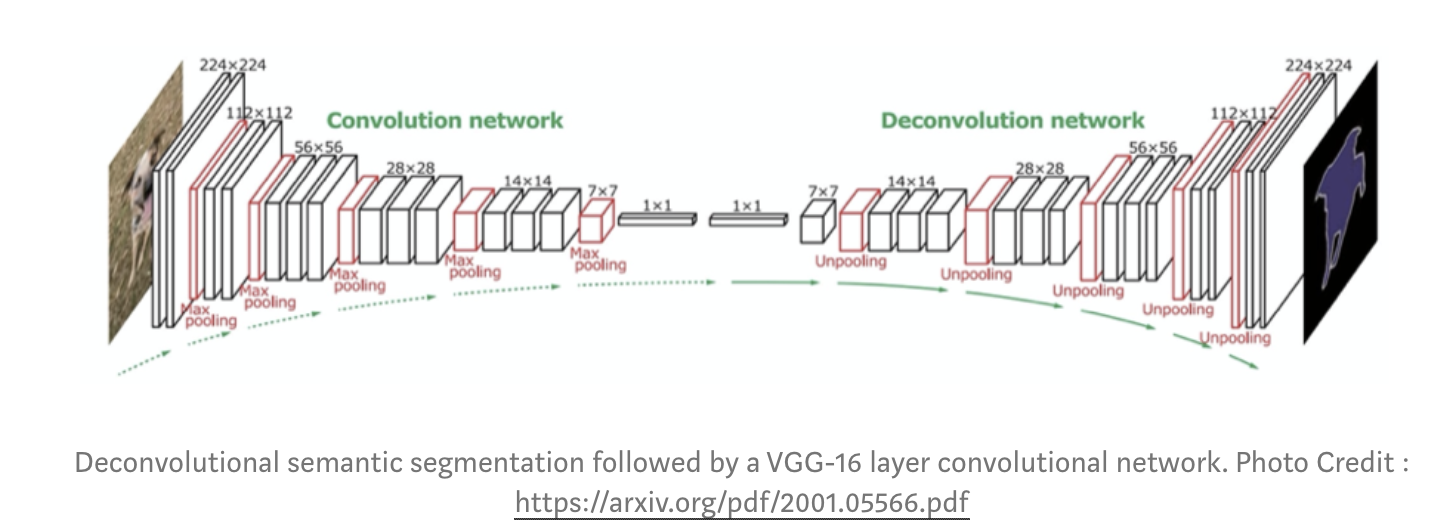 224×224
112×112
Convolution network
56×56
28×28
14×14
7×7
1×1
1×1
7×7
14×14
28×28
56×56
Deconvolution network
112×112
224×224
Max
pooling
Max
pooling
Max
pooling
Max
pooling
Max
pooling
Unpooling
Unpooling
Unpooling
Unpooling
Unpooling
Deconvolutional semantic segmentation followed by a VGG-16 layer convolutional network. Photo Credit :
https://arxiv.org/pdf/2001.05566.pdf